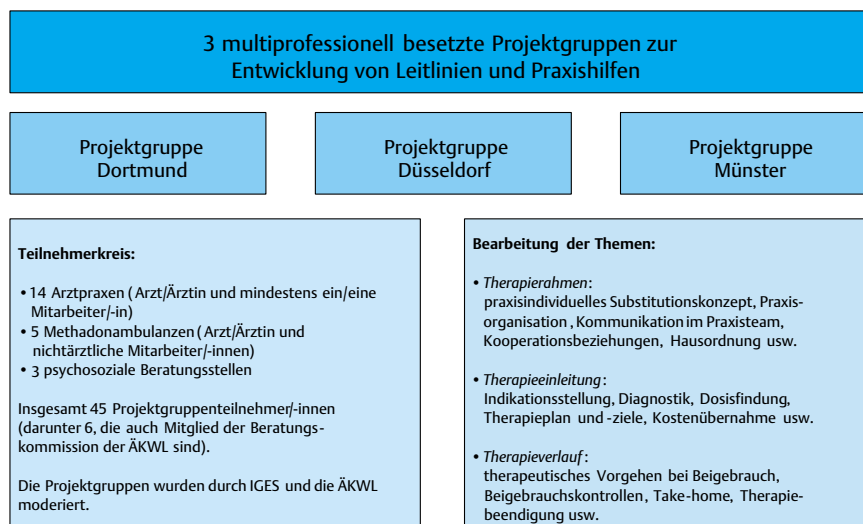 3 multiprofessionell besetzte Projektgruppen zur
Entwicklung von Leitlinien und Praxishilfen
Projektgruppe
Dortmund
Projektgruppe
Düsseldorf
Projektgruppe
Münster
Teilnehmerkreis:
• 14 Arztpraxen (Arzt/Ärztin und mindestens ein/eine
Mitarbeiter/-in)
• 5 Methadonambulanzen (Arzt/Ärztin und
nichtärztliche Mitarbeiter/-innen)
• 3 psychosoziale Beratungsstellen
Insgesamt 45 Projektgruppenteilnehmer/-innen
(darunter 6, die auch Mitglied der Beratungs-
kommission der ÄKWL sind).
Die Projektgruppen wurden durch IGES und die ÄKWL
moderiert.
Bearbeitung der Themen:
• Therapierahmen:
praxisindividuelles Substitutionskonzept, Praxis-
organisation, Kommunikation im Praxisteam,
Kooperationsbeziehungen, Hausordnung usw.
• Therapieeinleitung:
Indikationsstellung, Diagnostik, Dosisfindung,
Therapieplan und -ziele, Kostenübernahme usw.
• Therapieverlauf:
therapeutisches Vorgehen bei Beigebrauch,
Beigebrauchskontrollen, Take-home, Therapie-
beendigung usw.